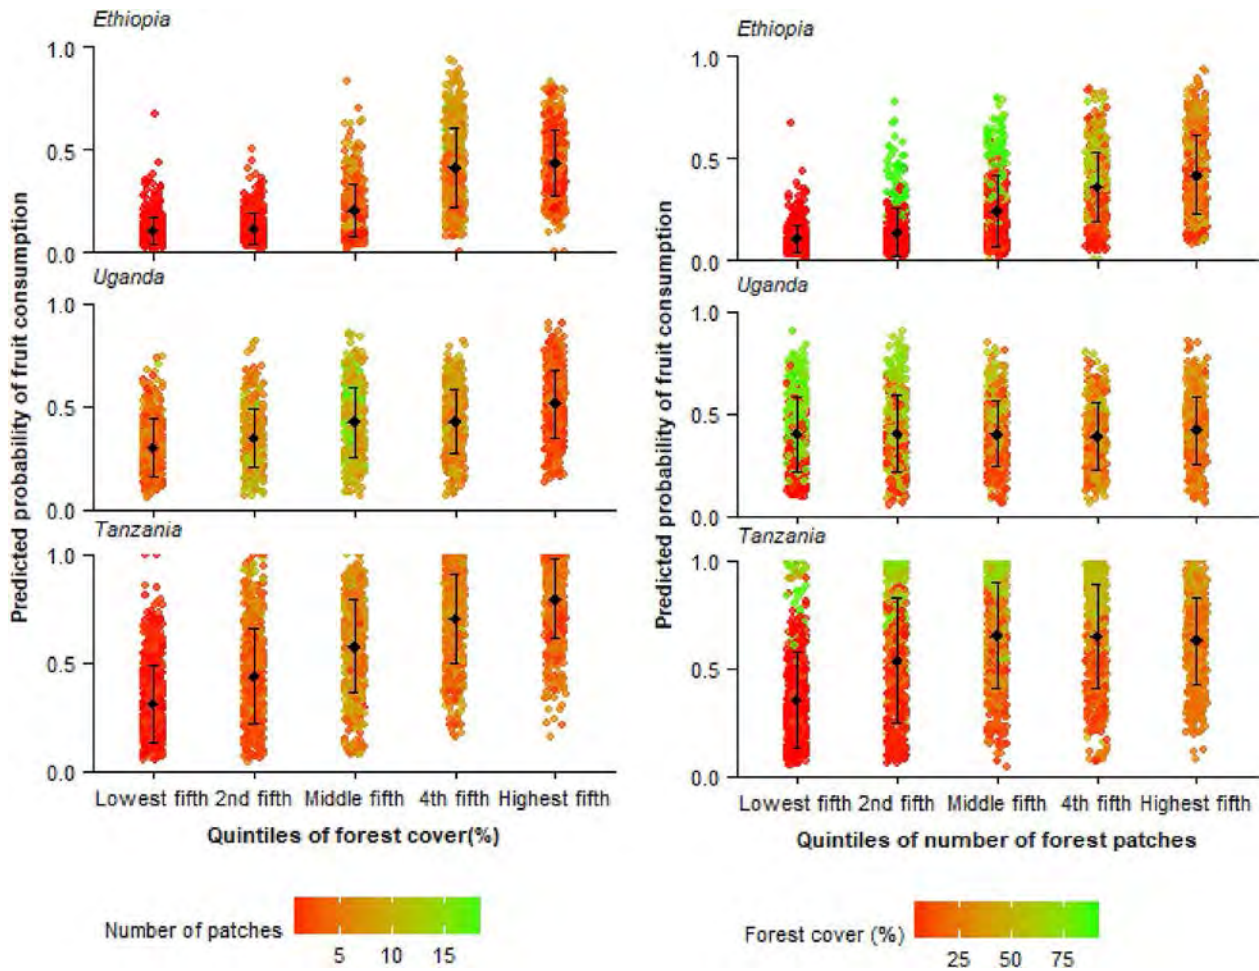 Ethiopia
1.0
0.5
0.0
Uganda
1.0
0.5
0.0
Tanzania
1.0
0.5
0.0
Predicted probability of fruit consumption
Lowest fifth 2nd fifth Middle fifth 4th fifth Highest fifth
Quintiles of forest cover(%)
Number of patches
5 10 15
Ethiopia
1.0
0.5
0.0
Uganda
1.0
0.5
0.0
Tanzania
1.0
0.5
0.0
Predicted probability of fruit consumption
Lowest fifth 2nd fifth Middle fifth 4th fifth Highest fifth
Quintiles of number of forest patches
Forest cover (%)
25 50 75